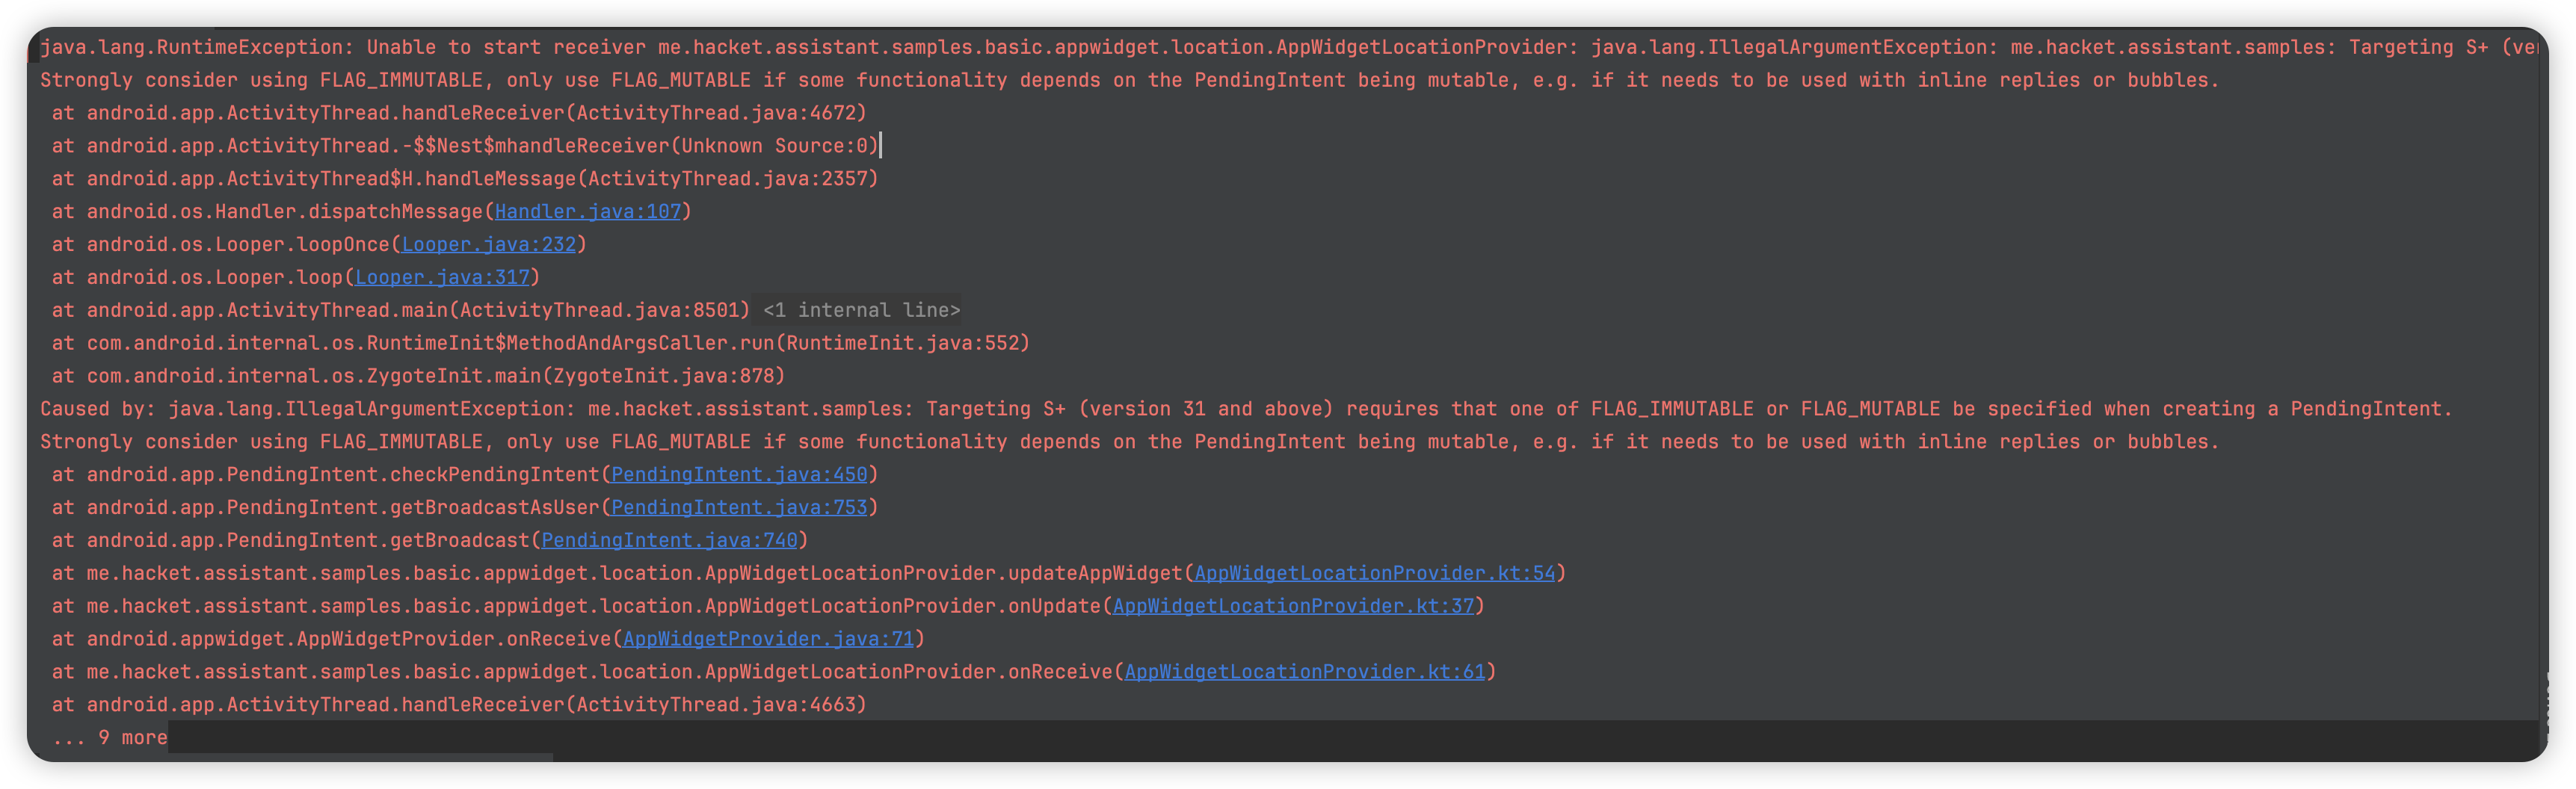 java.lang.RuntimeException: Unable to start receiver me.hacket.assistant.samples.basic.appwidget.location.AppWidgetLocationProvider: java.lang.IllegalArgumentException: me.hacket.assistant.samples: Targeting S+ (ver
Strongly consider using FLAG_IMMUTABLE, only use FLAG_MUTABLE if some functionality depends on the PendingIntent being mutable, e.g. if it needs to be used with inline replies or bubbles.
at android.app.ActivityThread.handleReceiver(ActivityThread.java:4672)
at android.app.ActivityThread.-$$Nest$mhandleReceiver(Unknown Source:0)
at android.app.ActivityThread$H.handleMessage(ActivityThread.java:2357)
at android.os.Handler.dispatchMessage(Handler.java:107)
at android.os.Looper.loopOnce(Looper.java:232)
at android.os.Looper.loop(Looper.java:317)
at android.app.ActivityThread.main(ActivityThread.java:8501) <1 internal line>
at com.android.internal.os.RuntimeInit$MethodAndArgsCaller.run(RuntimeInit.java:552)
at com.android.internal.os.ZygoteInit.main(ZygoteInit.java:878)
Caused by: java.lang.IllegalArgumentException: me.hacket.assistant.samples: Targeting S+ (version 31 and above) requires that one of FLAG_IMMUTABLE or FLAG_MUTABLE be specified when creating a PendingIntent.
Strongly consider using FLAG_IMMUTABLE, only use FLAG_MUTABLE if some functionality depends on the PendingIntent being mutable, e.g. if it needs to be used with inline replies or bubbles.
at android.app.PendingIntent.checkPendingIntent(PendingIntent.java:450)
at android.app.PendingIntent.getBroadcastAsUser(PendingIntent.java:753)
at android.app.PendingIntent.getBroadcast(PendingIntent.java:740)
at me.hacket.assistant.samples.basic.appwidget.location.AppWidgetLocationProvider.updateAppWidget(AppWidgetLocationProvider.kt:54)
at me.hacket.assistant.samples.basic.appwidget.location.AppWidgetLocationProvider.onUpdate(AppWidgetLocationProvider.kt:37)
at android.appwidget.AppWidgetProvider.onReceive(AppWidgetProvider.java:71)
at me.hacket.assistant.samples.basic.appwidget.location.AppWidgetLocationProvider.onReceive(AppWidgetLocationProvider.kt:61)
at android.app.ActivityThread.handleReceiver(ActivityThread.java:4663)
... 9 more